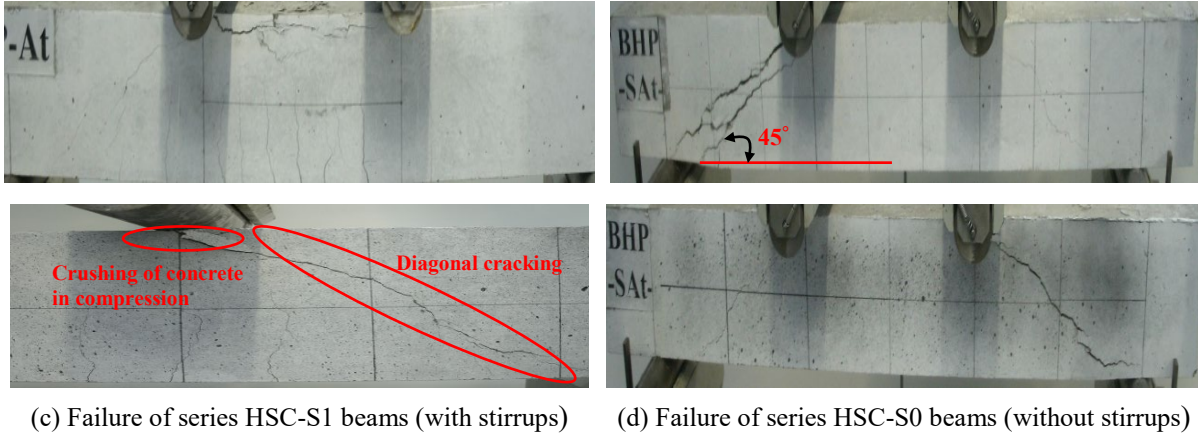 -At
BHP
-SAt-
45°
Crushing of concrete
in compression
Diagonal cracking
BHP
-SAt-
(c) Failure of series HSC-S1 beams (with stirrups)
(d) Failure of series HSC-S0 beams (without stirrups)